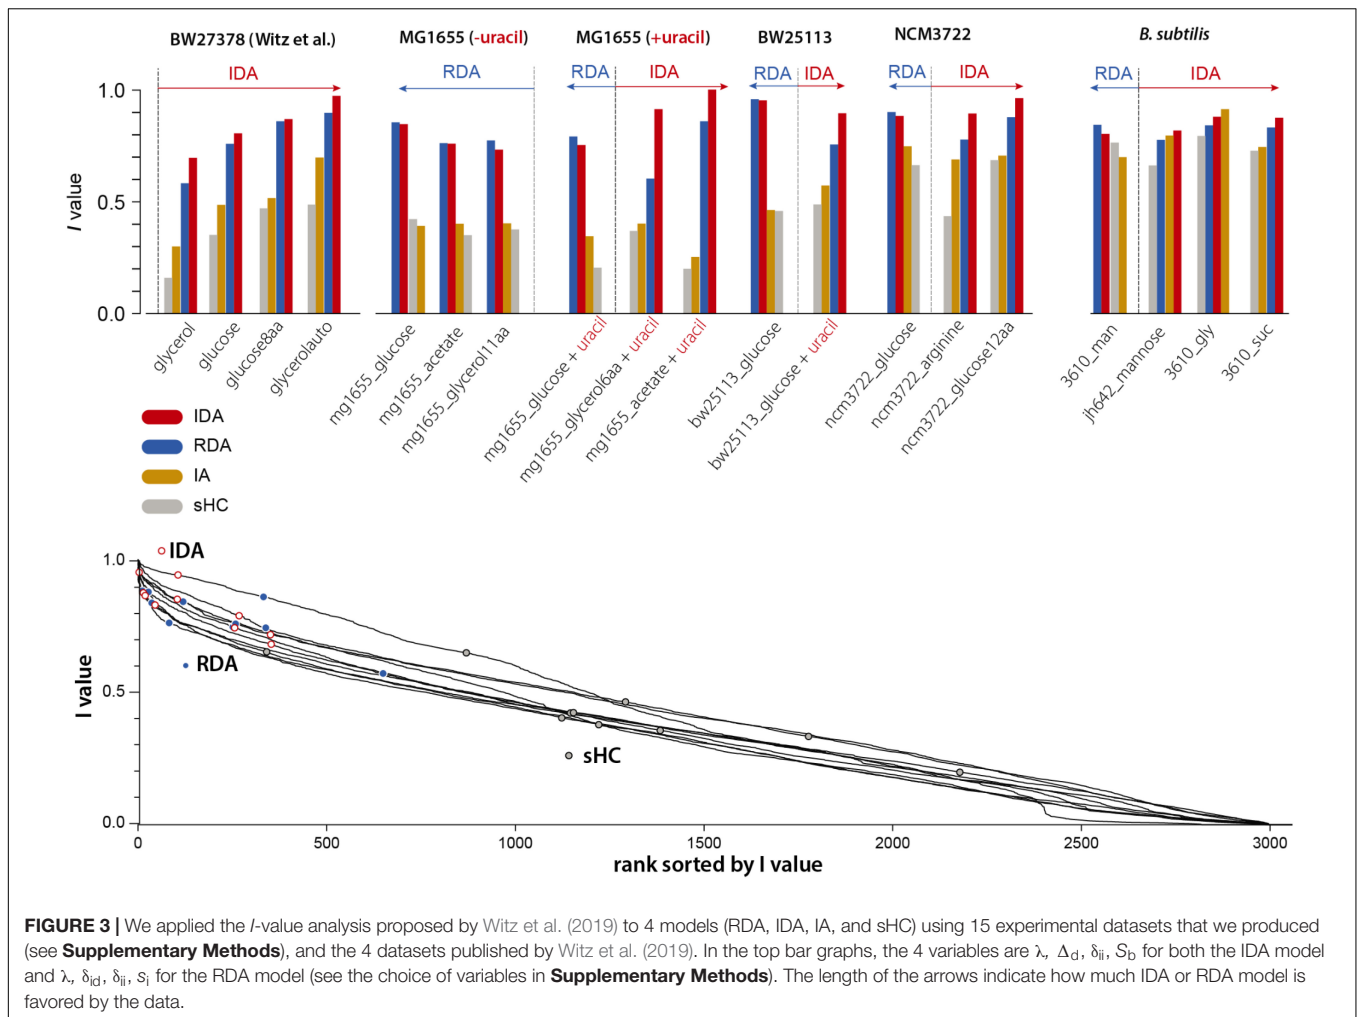 BW27378 (Witz et al.)
MG1655 (-uracil)
MG1655 (+uracil)
BW25113
NCM3722
B. subtilis
IDA
RDA
RDA
IDA
RDA
IDA
RDA
IDA
RDA
IDA
1.0
0.5
0.0
I value
glycerol
glucose
glucose8aa
glycerolauto
mg1655_glucose
mg1655_acetate
mg1655_glycerol11aa
mg1655_glucose + uracil
mg1655_glycerol6aa + uracil
mg1655_acetate + uracil
bw25113_glucose
bw25113_glucose + uracil
ncm3722_glucose
ncm3722_arginine
ncm3722_glucose12aa
3610_man
jh642_mannose
3610_gly
3610_suc
IDA
RDA
IA
sHC
1.0
0.5
0.0
I value
IDA
RDA
sHC
0
500
1000
1500
2000
2500
3000
rank sorted by I value
FIGURE 3 | We applied the I-value analysis proposed by Witz et al. (2019) to 4 models (RDA, IDA, IA, and sHC) using 15 experimental datasets that we produced
(see Supplementary Methods), and the 4 datasets published by Witz et al. (2019). In the top bar graphs, the 4 variables are λ, Δd, δii, Sb for both the IDA model
and λ, δid, δii, si for the RDA model (see the choice of variables in Supplementary Methods). The length of the arrows indicate how much IDA or RDA model is
favored by the data.